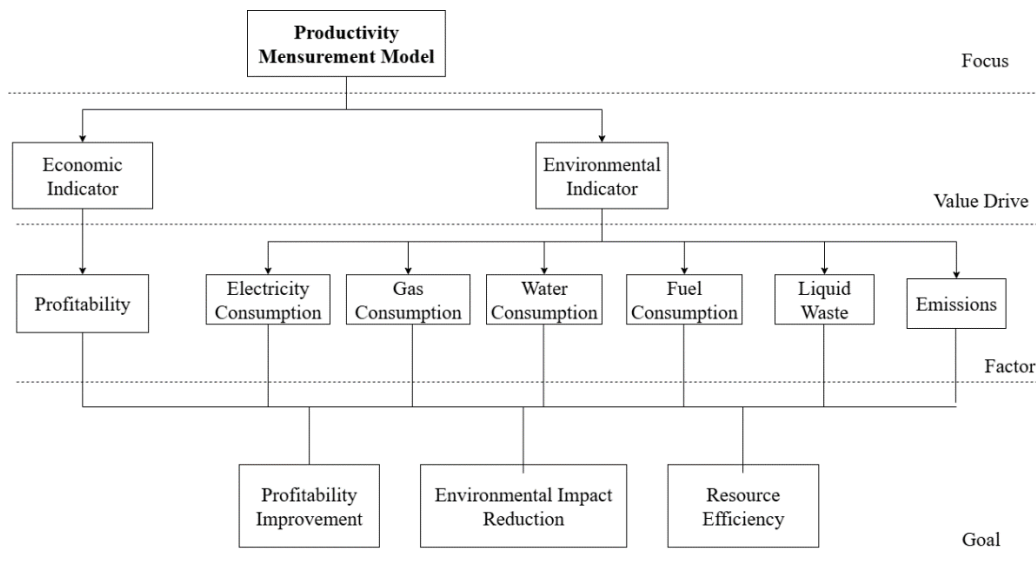 Productivity
Mensurement Model
Focus
Economic
Indicator
Environmental
Indicator
Value Drive
Profitability
Electricity
Consumption
Gas
Consumption
Water
Consumption
Fuel
Consumption
Liquid
Waste
Emissions
Factor
Profitability
Improvement
Environmental Impact
Reduction
Resource
Efficiency
Goal